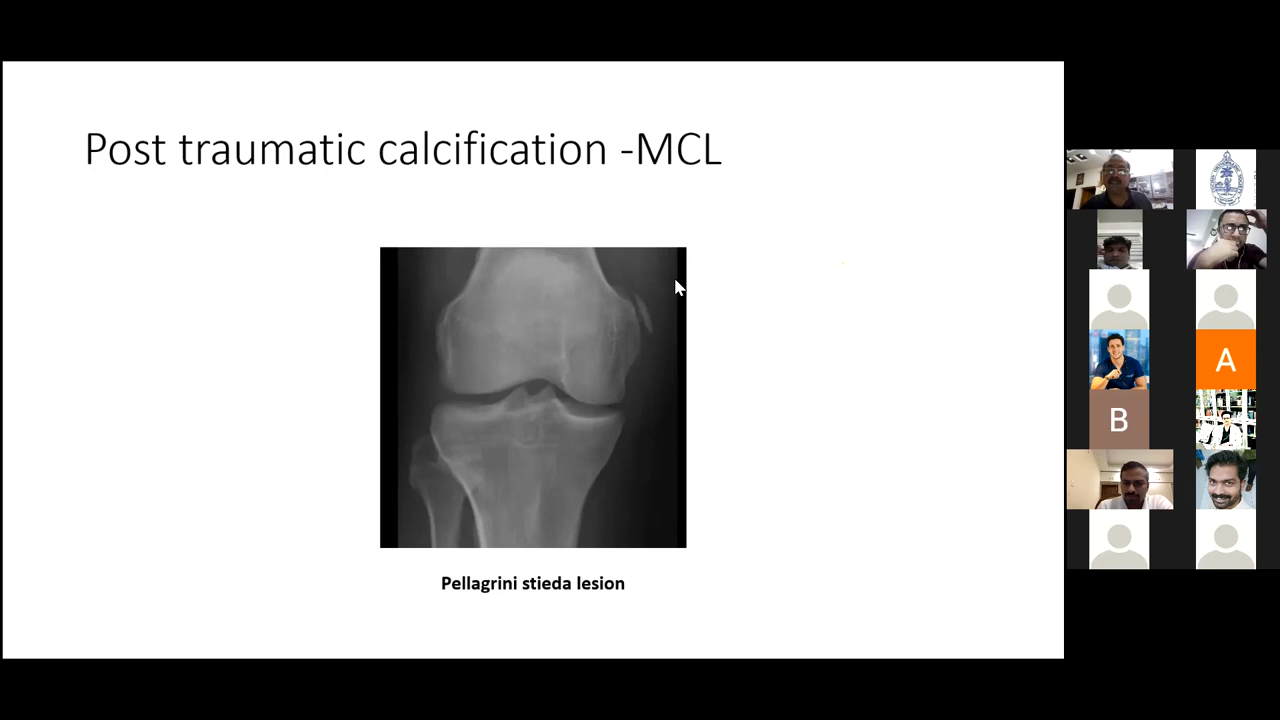 Post traumatic calcification -MCL
Pellagrini stieda lesion
A
B